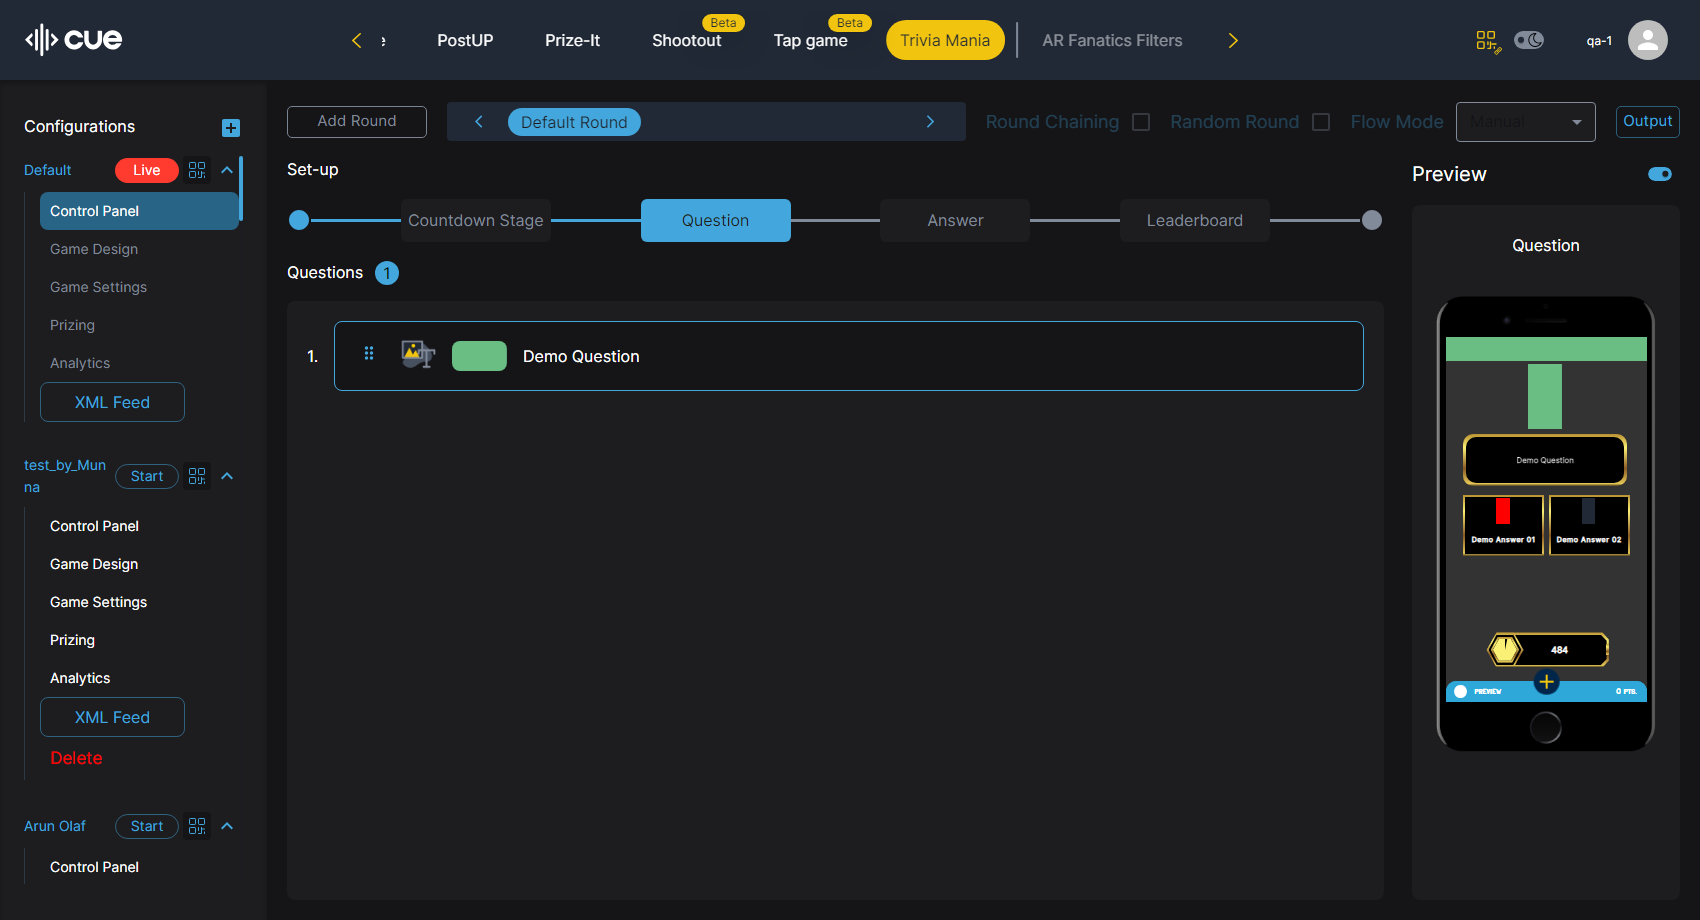 cue
e
PostUP
Prize-It
Shootout
Beta
Tap game
Beta
Trivia Mania
AR Fanatics Filters
qa-1
Configurations
Default
Live
Control Panel
Game Design
Game Settings
Prizing
Analytics
XML Feed
test_by_Mun
na
Start
Control Panel
Game Design
Game Settings
Prizing
Analytics
XML Feed
Delete
Arun Olaf
Start
Control Panel
Add Round
Default Round
Round Chaining
Random Round
Flow Mode
Manual
Output
Set-up
Countdown Stage
Question
Answer
Leaderboard
Questions 1
1.
Demo Question
Preview
Question
Demo Question
Demo Answer 01
Demo Answer 02
484
PREVIEW
0 PTS.